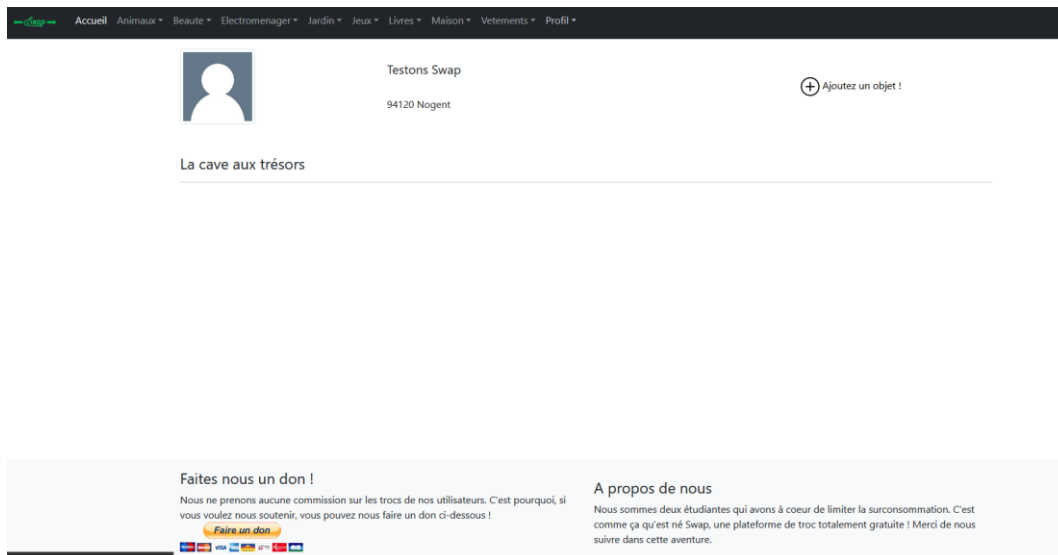 Swap
Accueil Animaux Beaute Electromenager Jardin Jeux Livres Maison Vetements Profil
Testons Swap
94120 Nogent
Ajoutez un objet !
La cave aux trésors
Faites nous un don !
Nous ne prenons aucune commission sur les trocs de nos utilisateurs. C'est pourquoi, si
vous voulez nous soutenir, vous pouvez nous faire un don ci-dessous !
Faire un don
VISA
A propos de nous
Nous sommes deux étudiantes qui avons à coeur de limiter la surconsommation. C'est
comme ça qu'est né Swap, une plateforme de troc totalement gratuite ! Merci de nous
suivre dans cette aventure.